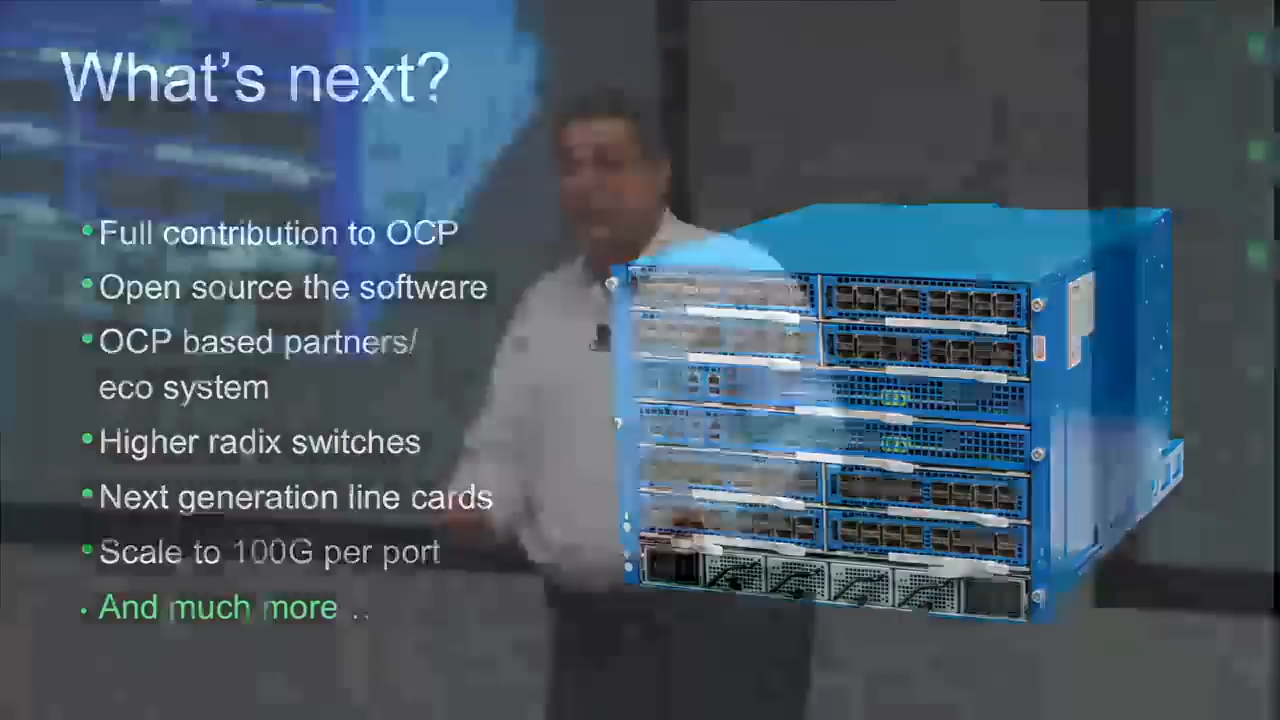 What's next?
• Full contribution to OCP
• Open source the software
• OCP based partners/
eco system
• Higher radix switches
• Next generation line cards
• Scale to 100G per port
• And much more ..